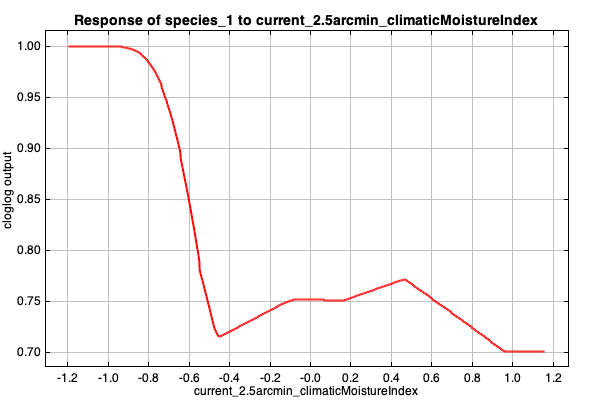 Response of species_1 to current_2.5arcmin_climaticMoistureIndex
1.00
0.95
0.90
0.85
0.80
0.75
0.70
cloglog output
-1.2 -1.0 -0.8 -0.6 -0.4 -0.2 -0.0 0.2 0.4 0.6 0.8 1.0 1.2
current_2.5arcmin_climaticMoistureIndex